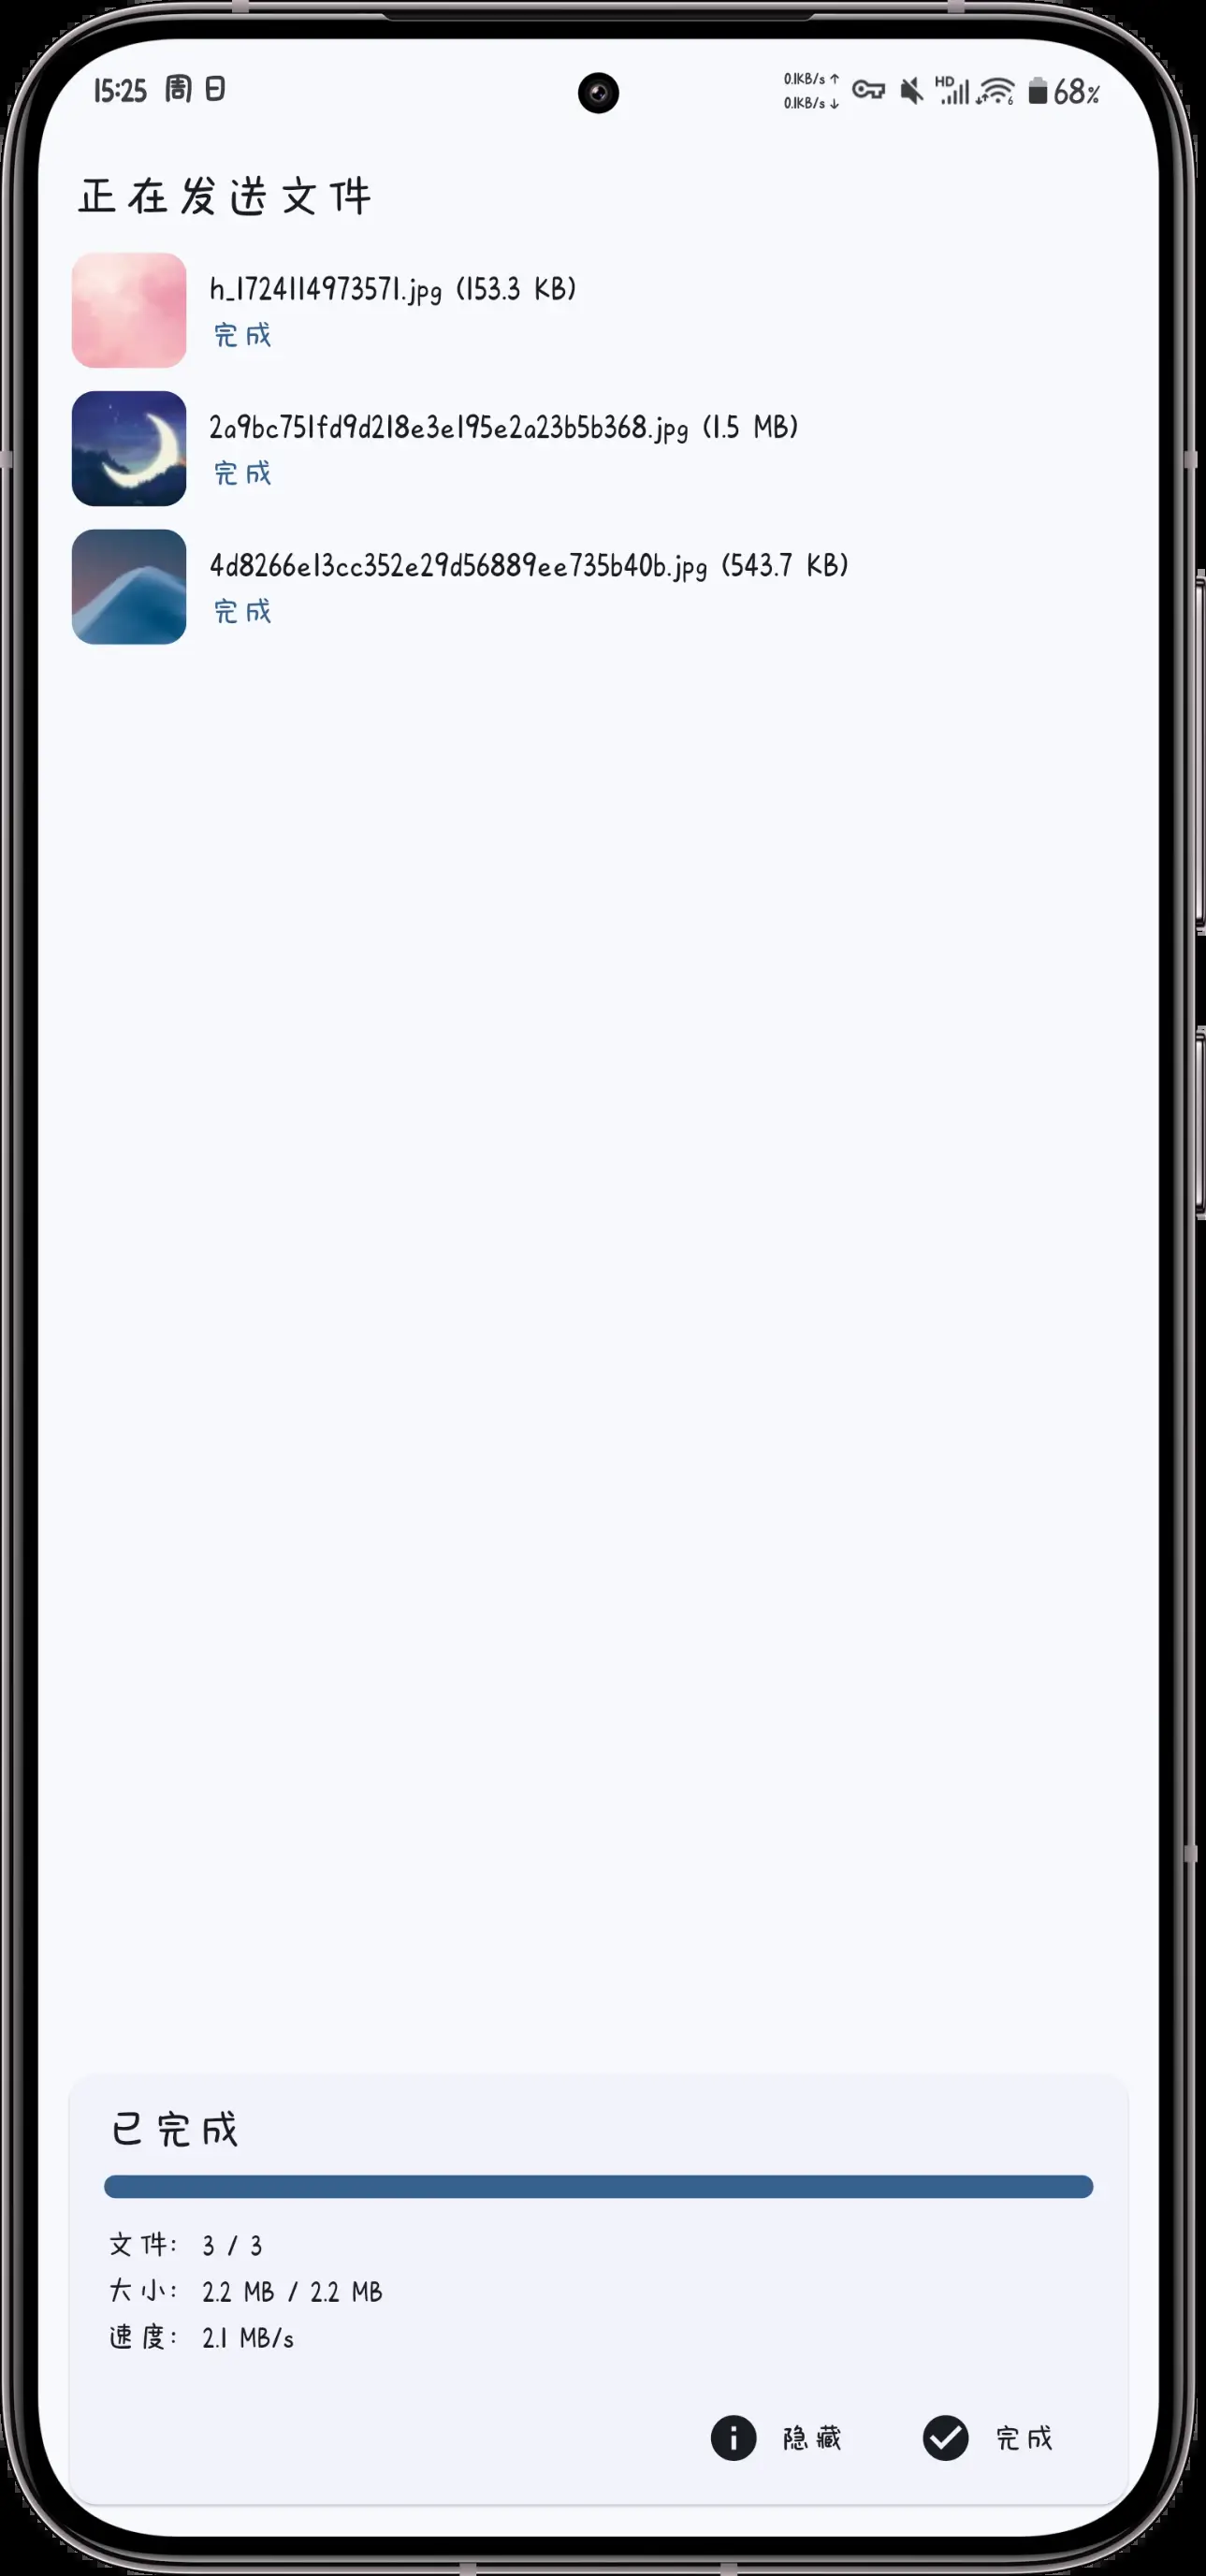 15:25 周日
0.1KB/s ↑
0.1KB/s ↓
HD
6
68%
正在发送文件
h_1724114973571.jpg (153.3 KB)
完成
2a9bc751fd9d218e3e195e2a23b5b368.jpg (1.5 MB)
完成
4d8266e13cc352e29d56889ee735b40b.jpg (543.7 KB)
完成
已完成
文件： 3 / 3
大小： 2.2 MB / 2.2 MB
速度： 2.1 MB/s
隐藏 完成